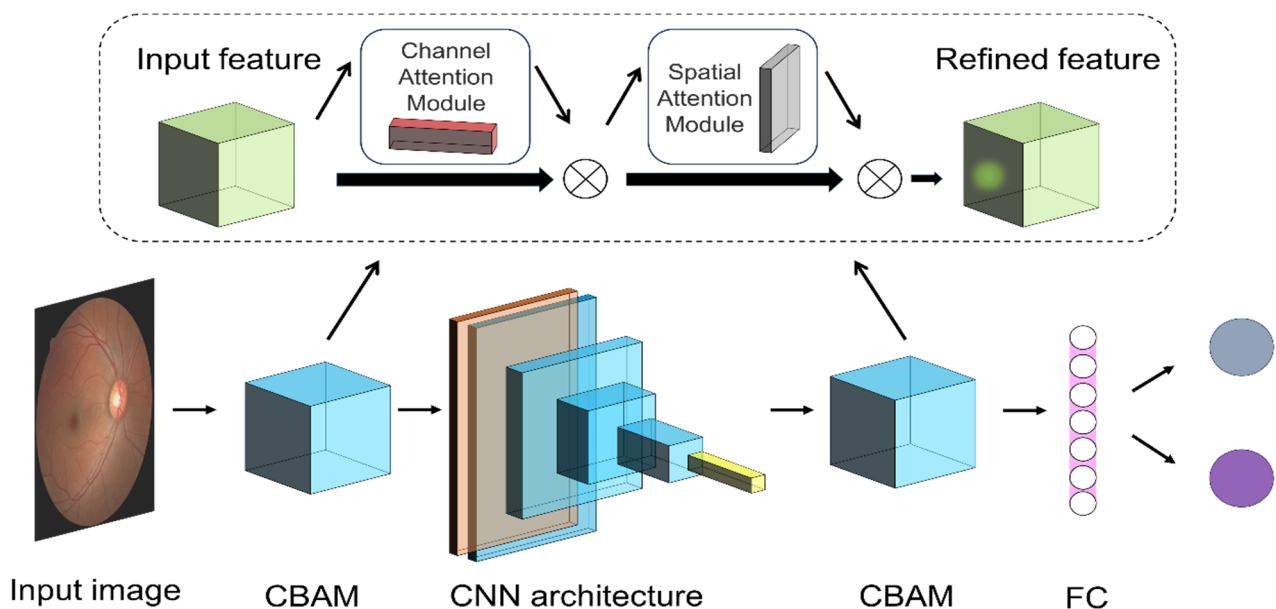 Input feature
Channel
Attention
Module
Spatial
Attention
Module
Refined feature
Input image
CBAM
CNN architecture
CBAM
FC